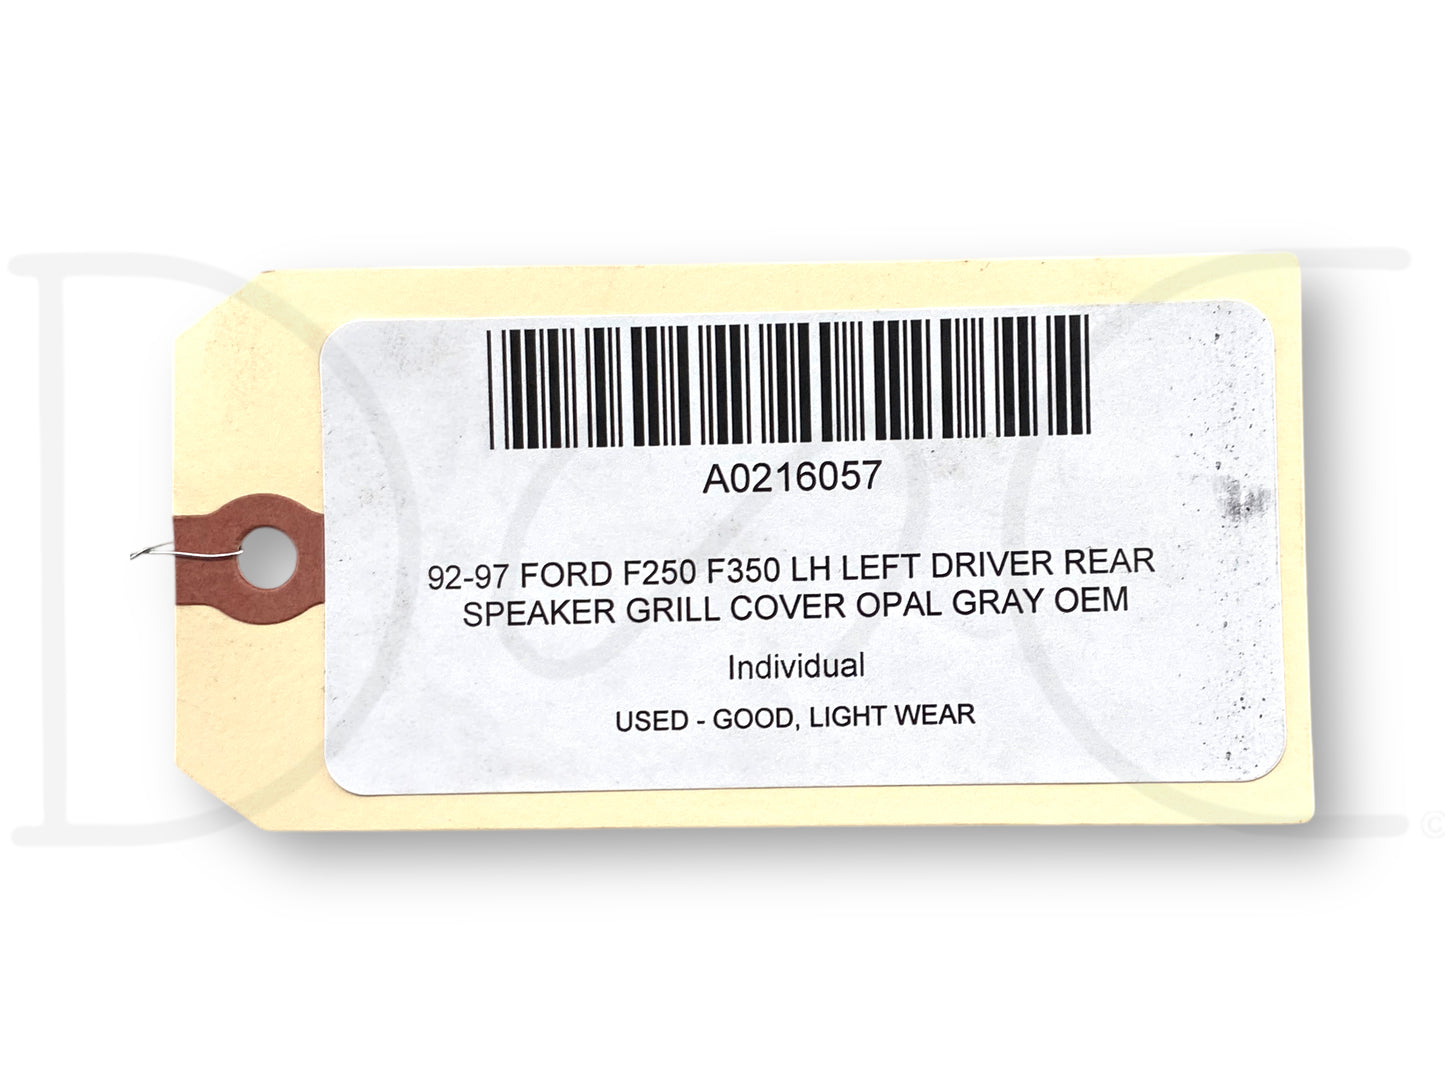 A0216057
92-97 FORD F250 F350 LH LEFT DRIVER REAR
SPEAKER GRILL COVER OPAL GRAY OEM
Individual
USED - GOOD, LIGHT WEAR
©